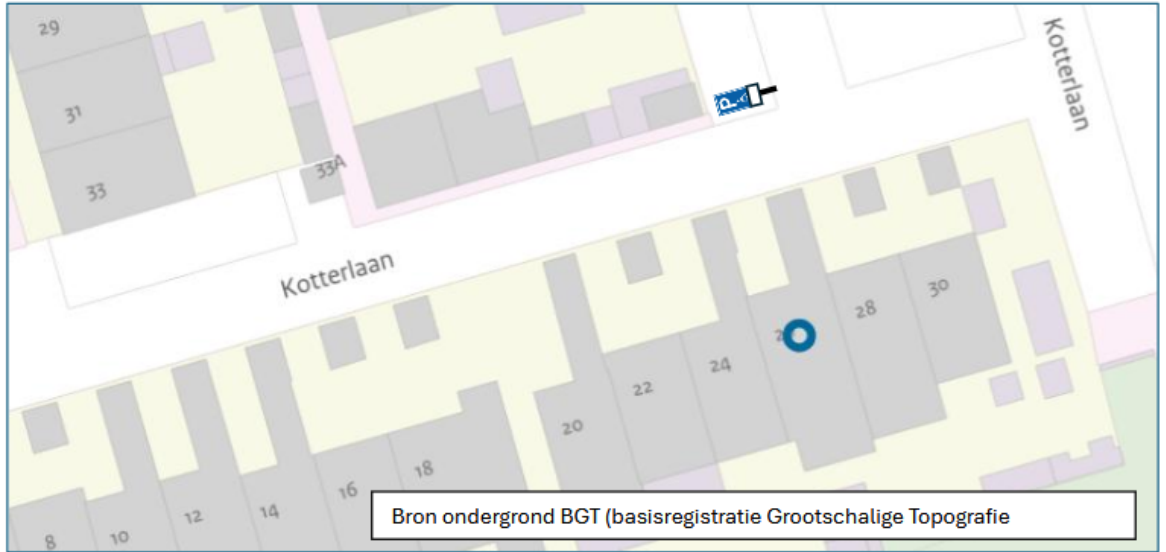 29
31
33
33A
P
Kotterlaan
Kotterlaan
30
28
24
22
20
18
16
14
12
10
8
Bron ondergrond BGT (basisregistratie Grootschalige Topografie